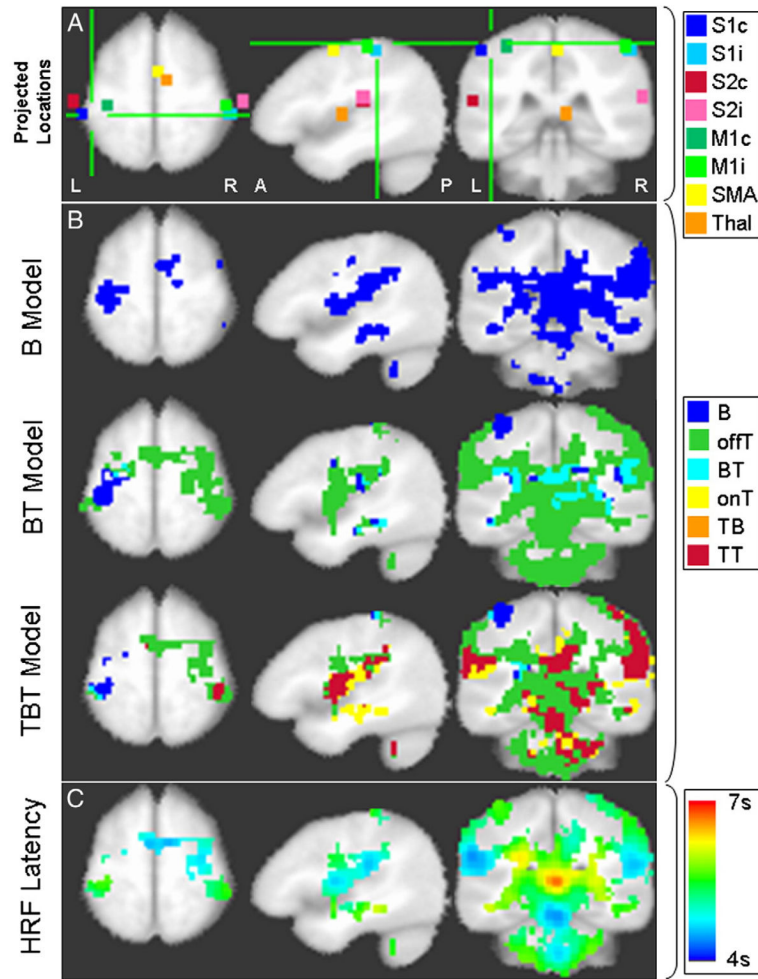 A
Projected
Locations
L
R
A
P
L
R
S1c
S1i
S2c
S2i
M1c
M1i
SMA
Thal
B
B Model
BT Model
TBT Model
B
offT
BT
onT
TB
TT
C
HRF Latency
7s
4s